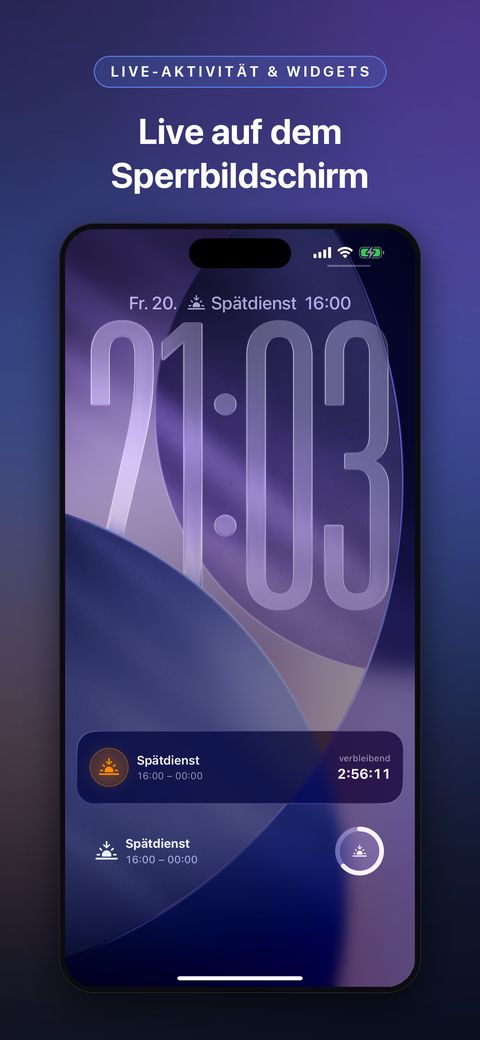 LIVE-AKTIVITÄT & WIDGETS
Live auf dem
Sperrbildschirm
Fr. 20. Spätdienst 16:00
21:03
Spätdienst
16:00 – 00:00
verbleibend
2:56:11
Spätdienst
16:00 – 00:00